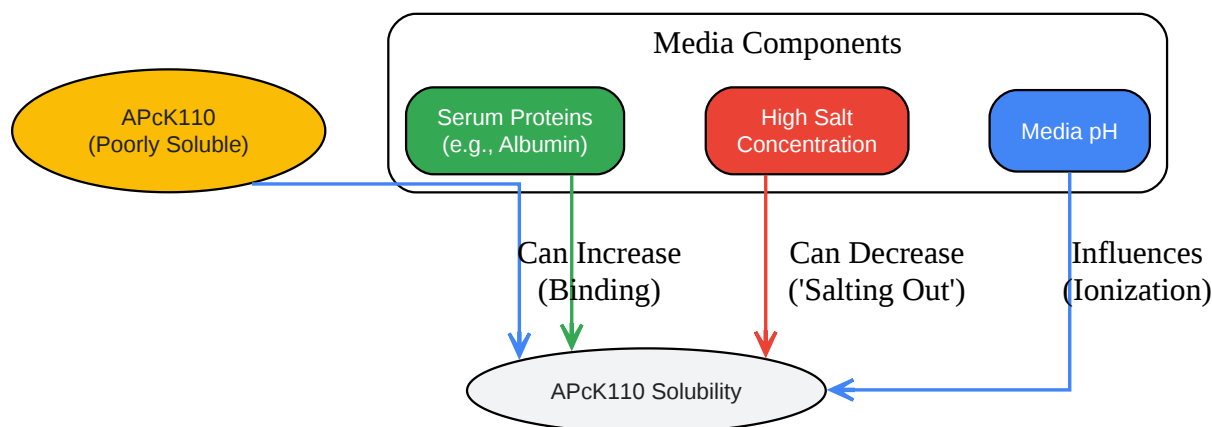 Media Components
APcK110
(Poorly Soluble)
Serum Proteins
(e.g., Albumin)
High Salt
Concentration
Media pH
Can Increase
(Binding)
Can Decrease
('Salting Out')
Influences
(Ionization)
APcK110 Solubility